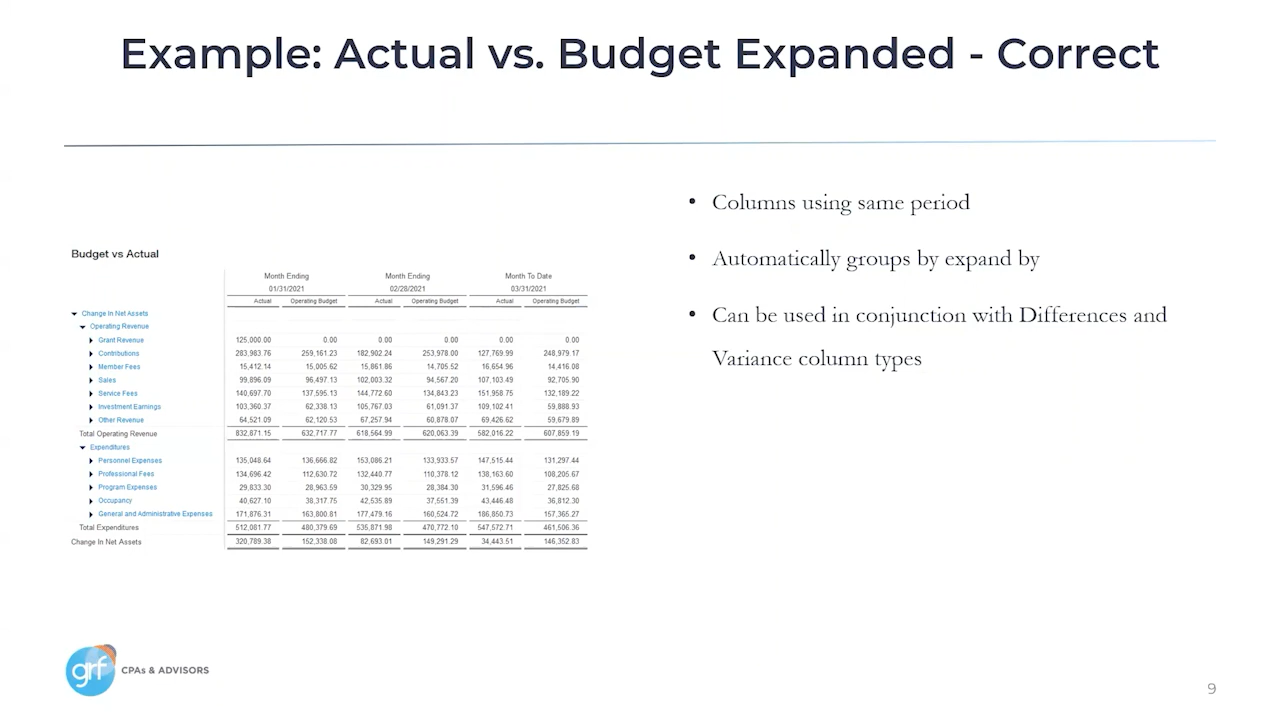 Example: Actual vs. Budget Expanded - Correct
Budget vs Actual
Month Ending Month Ending Month To Date
01/31/2021 02/28/2021 03/31/2021
Actual Operating Budget Actual Operating Budget Actual Operating Budget
Change In Net Assets
Operating Revenue
Grant Revenue 125,000.00 0.00 0.00 0.00 0.00 0.00
Contributions 283,983.76 259,161.23 182,902.24 253,978.00 127,769.99 248,979.17
Member Fees 15,412.14 15,005.62 15,861.86 14,705.52 16,654.96 14,416.08
Sales 99,896.09 96,497.13 102,003.32 94,567.20 107,103.49 92,705.90
Service Fees 140,697.70 137,595.13 144,772.60 134,843.23 151,958.75 132,189.22
Investment Earnings 103,360.37 62,338.13 105,767.03 61,091.37 109,102.41 59,888.93
Other Revenue 64,521.09 62,120.53 67,257.94 60,878.07 69,426.62 59,679.89
Total Operating Revenue 832,871.15 632,717.77 618,564.99 620,063.39 582,016.22 607,859.19
Expenditures
Personnel Expenses 135,048.64 136,666.82 153,086.21 133,933.57 147,515.44 131,297.44
Professional Fees 134,696.42 112,630.72 132,440.77 110,378.12 138,163.60 108,205.67
Program Expenses 29,833.30 28,963.59 30,329.95 28,384.30 31,596.46 27,825.68
Occupancy 40,627.10 38,317.75 42,535.89 37,551.39 43,446.48 36,812.30
General and Administrative Expenses 171,876.31 163,800.81 177,479.16 160,524.72 186,850.73 157,365.27
Total Expenditures 512,081.77 480,379.69 535,871.98 470,772.10 547,572.71 461,506.36
Change In Net Assets 320,789.38 152,338.08 82,693.01 149,291.29 34,443.51 146,352.83
• Columns using same period
• Automatically groups by expand by
• Can be used in conjunction with Differences and
Variance column types
grf CPAs & ADVISORS
9